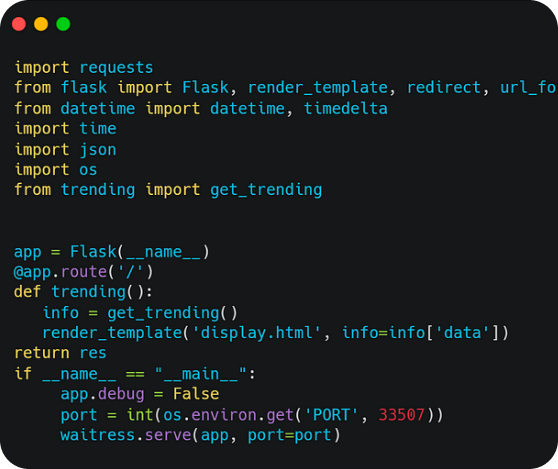 import requests
from flask import Flask, render_template, redirect, url_fo
from datetime import datetime, timedelta
import time
import json
import os
from trending import get_trending
app = Flask(__name__)
@app.route('/')
def trending():
info = get_trending()
render_template('display.html', info=info['data'])
return res
if __name__ == "__main__":
app.debug = False
port = int(os.environ.get('PORT', 33507))
waitress.serve(app, port=port)